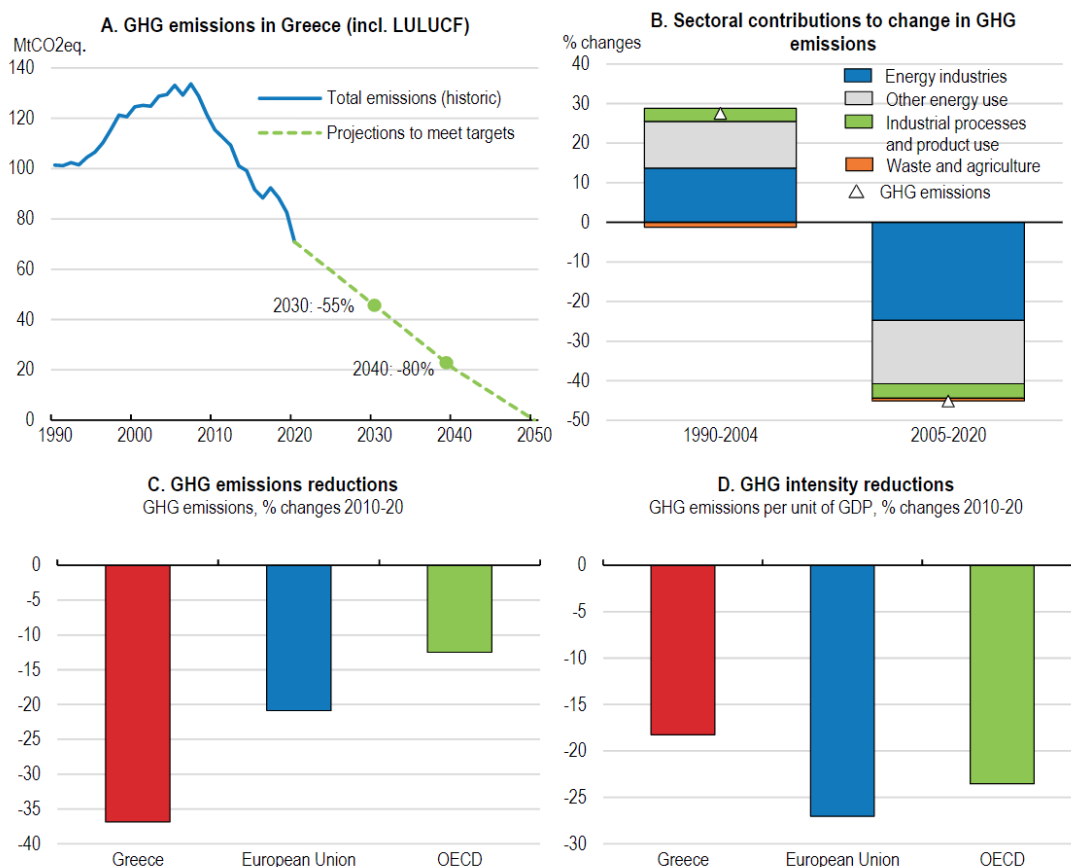 A. GHG emissions in Greece (incl. LULUCF)
MtCO2eq.
140
120
100
80
60
40
20
0
Total emissions (historic)
Projections to meet targets
2030: -55%
2040: -80%
1990 2000 2010 2020 2030 2040 2050
B. Sectoral contributions to change in GHG
emissions
% changes
40
30
20
10
0
-10
-20
-30
-40
-50
Energy industries
Other energy use
Industrial processes
and product use
Waste and agriculture
GHG emissions
1990-2004 2005-2020
C. GHG emissions reductions
GHG emissions, % changes 2010-20
0
-5
-10
-15
-20
-25
-30
-35
-40
Greece European Union OECD
D. GHG intensity reductions
GHG emissions per unit of GDP, % changes 2010-20
0
-5
-10
-15
-20
-25
-30
Greece European Union OECD